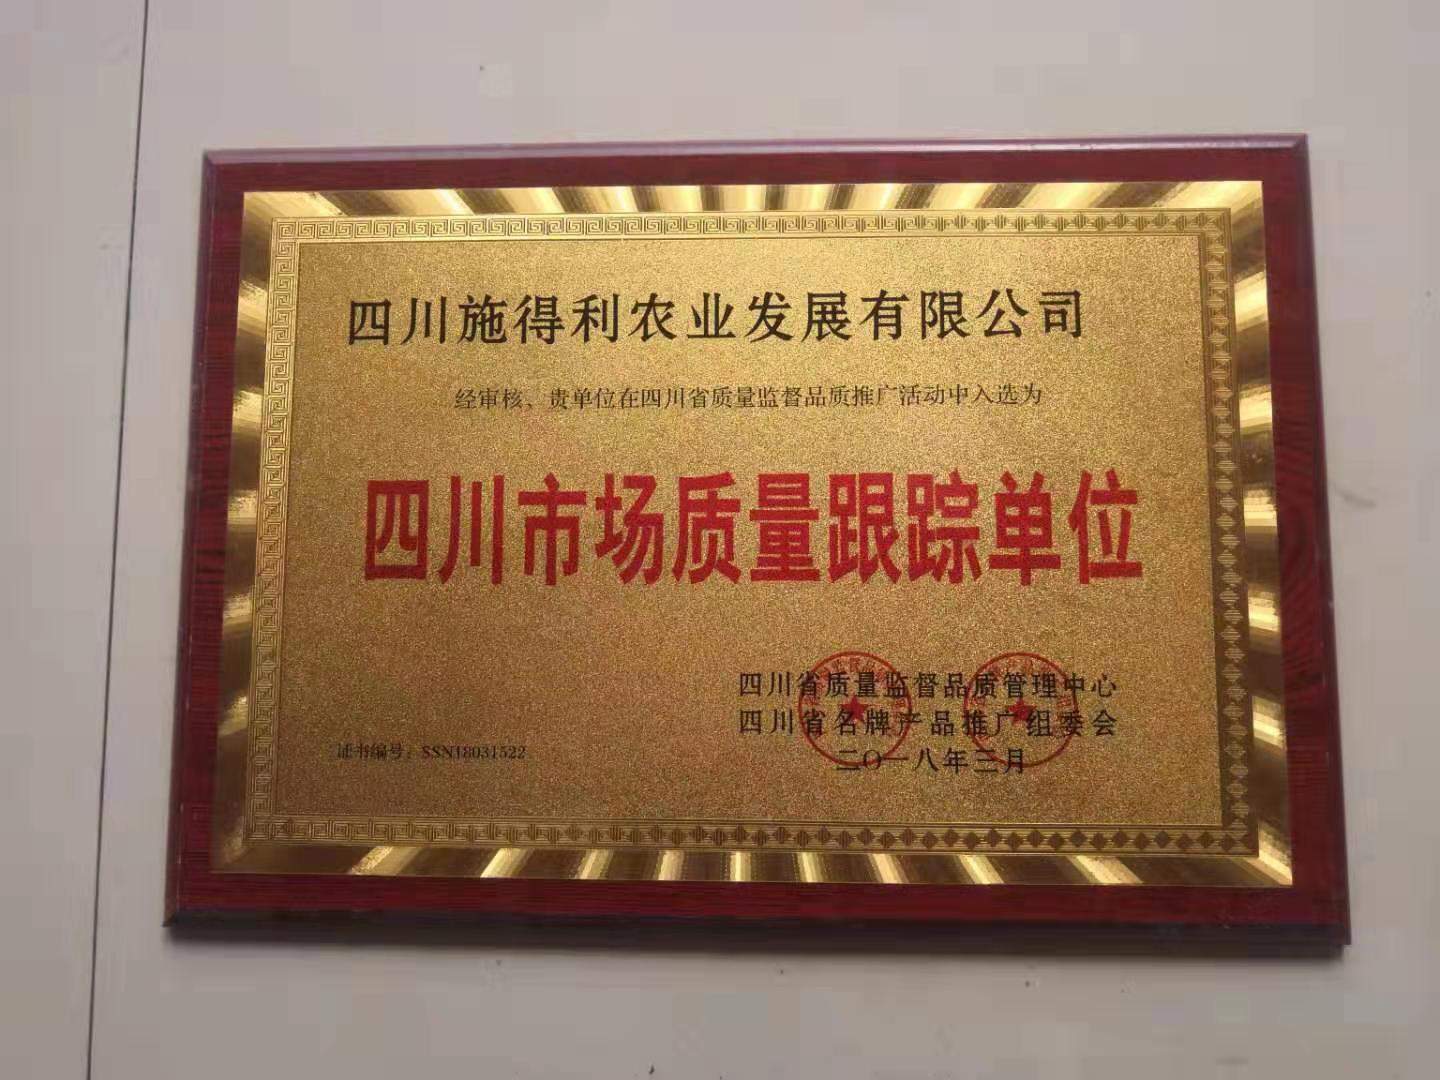 四川施得利农业发展有限公司
经审核、贵单位在四川省质量监督品质推广活动中入选为
四川市场质量跟踪单位
四川省质量监督品质管理中心
四川省名牌产品推广组委会
二〇一八年三月
证书编号：SSN18031522